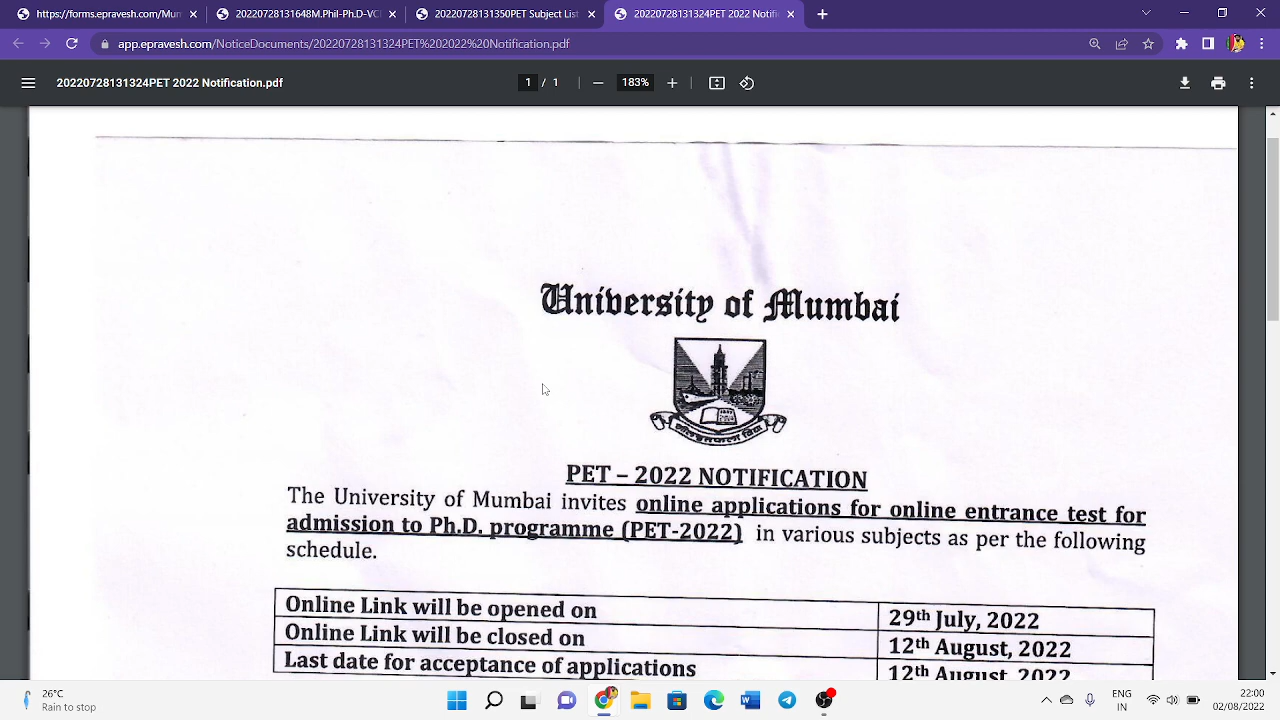 https://forms.epravesh.com/Mun
20220728131648M.Phil-Ph.D-VC
20220728131350PET Subject List
20220728131324PET 2022 Notifi
app.epravesh.com/NoticeDocuments/20220728131324PET%202022%20Notification.pdf
20220728131324PET 2022 Notification.pdf
1 / 1
183%
University of Mumbai
PET – 2022 NOTIFICATION
The University of Mumbai invites online applications for online entrance test for
admission to Ph.D. programme (PET-2022) in various subjects as per the following
schedule.
Online Link will be opened on 29th July, 2022
Online Link will be closed on 12th August, 2022
Last date for acceptance of applications 12th August, 2022
26°C
Rain to stop
ENG
IN
22:00
02/08/2022